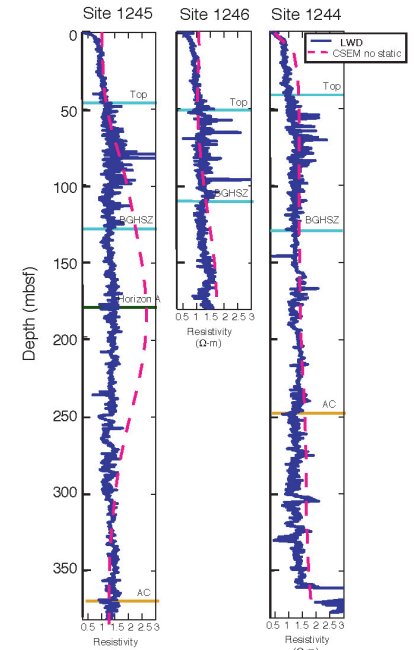 Site 1245
Site 1246
Site 1244
LWD
CSEM no static
0
50
100
150
200
250
300
350
Depth (mbsf)
Top
BGHSZ
Horizon A
AC
0.5 1 1.5 2 2.5 3
Resistivity
Top
BGHSZ
0.5 1 1.5 2 2.5 3
Resistivity
(Ω-m)
Top
BGHSZ
AC
0.5 1 1.5 2 2.5 3
Resistivity
(Ω-m)